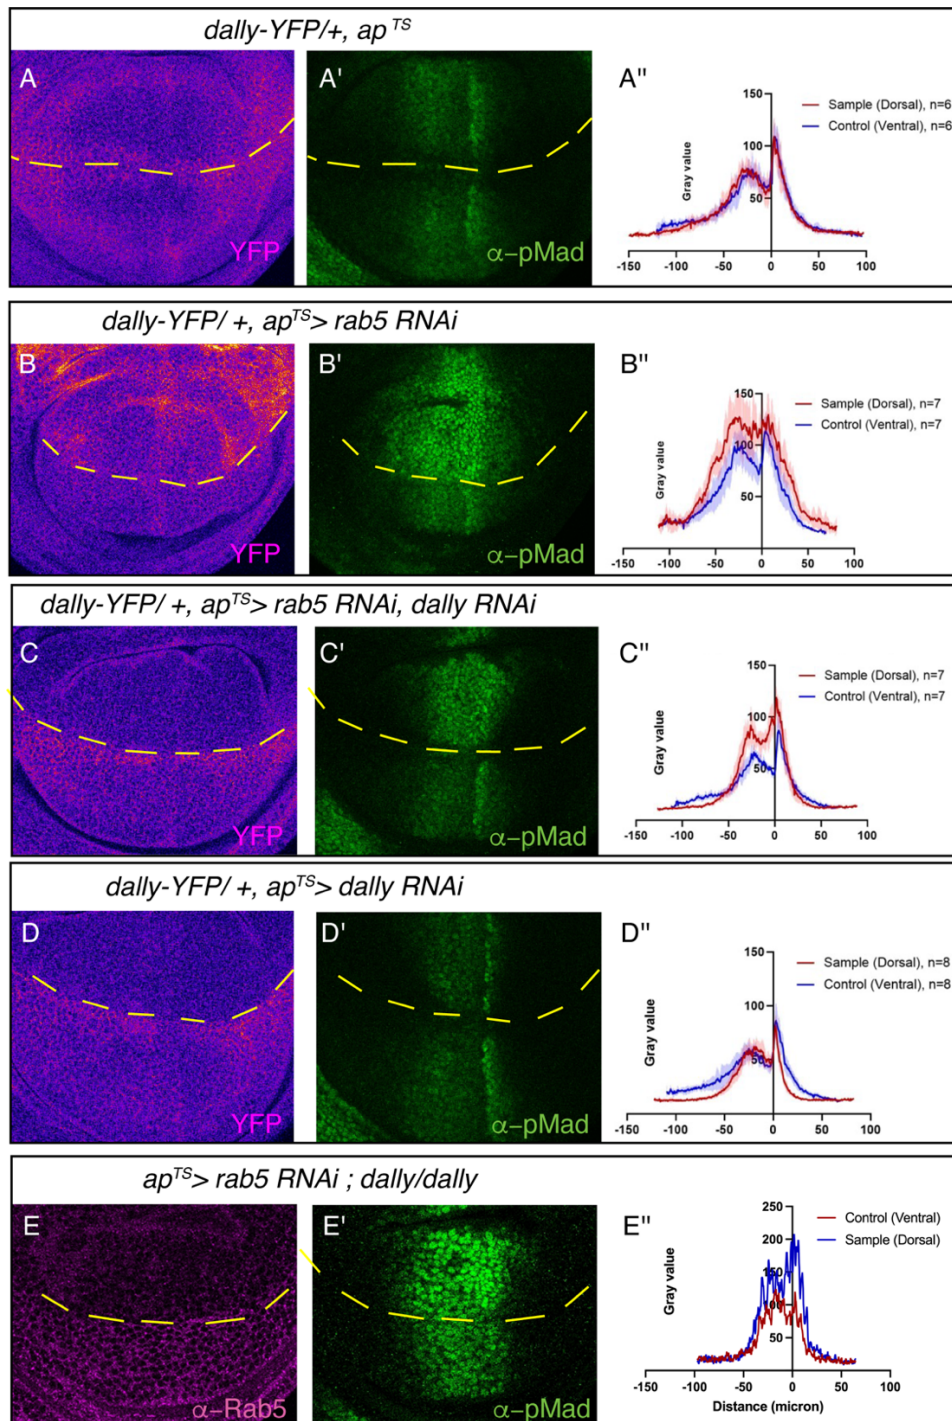 dally-YFP/+, ap^TS
A
YFP
A'
α-pMad
A"
Gray value
150
100
50
-150 -100 -50 0 50 100
Sample (Dorsal), n=6
Control (Ventral), n=6
dally-YFP/ +, ap^TS> rab5 RNAi
B
YFP
B'
α-pMad
B"
Gray value
150
100
50
-150 -100 -50 0 50 100
Sample (Dorsal), n=7
Control (Ventral), n=7
dally-YFP/ +, ap^TS> rab5 RNAi, dally RNAi
C
YFP
C'
α-pMad
C"
Gray value
150
100
50
-150 -100 -50 0 50 100
Sample (Dorsal), n=7
Control (Ventral), n=7
dally-YFP/ +, ap^TS> dally RNAi
D
YFP
D'
α-pMad
D"
Gray value
150
100
50
-150 -100 -50 0 50 100
Sample (Dorsal), n=8
Control (Ventral), n=8
ap^TS> rab5 RNAi ; dally/dally
E
α-Rab5
E'
α-pMad
E"
Gray value
250
200
150
100
50
-150 -100 -50 0 50 100
Distance (micron)
Control (Ventral)
Sample (Dorsal)